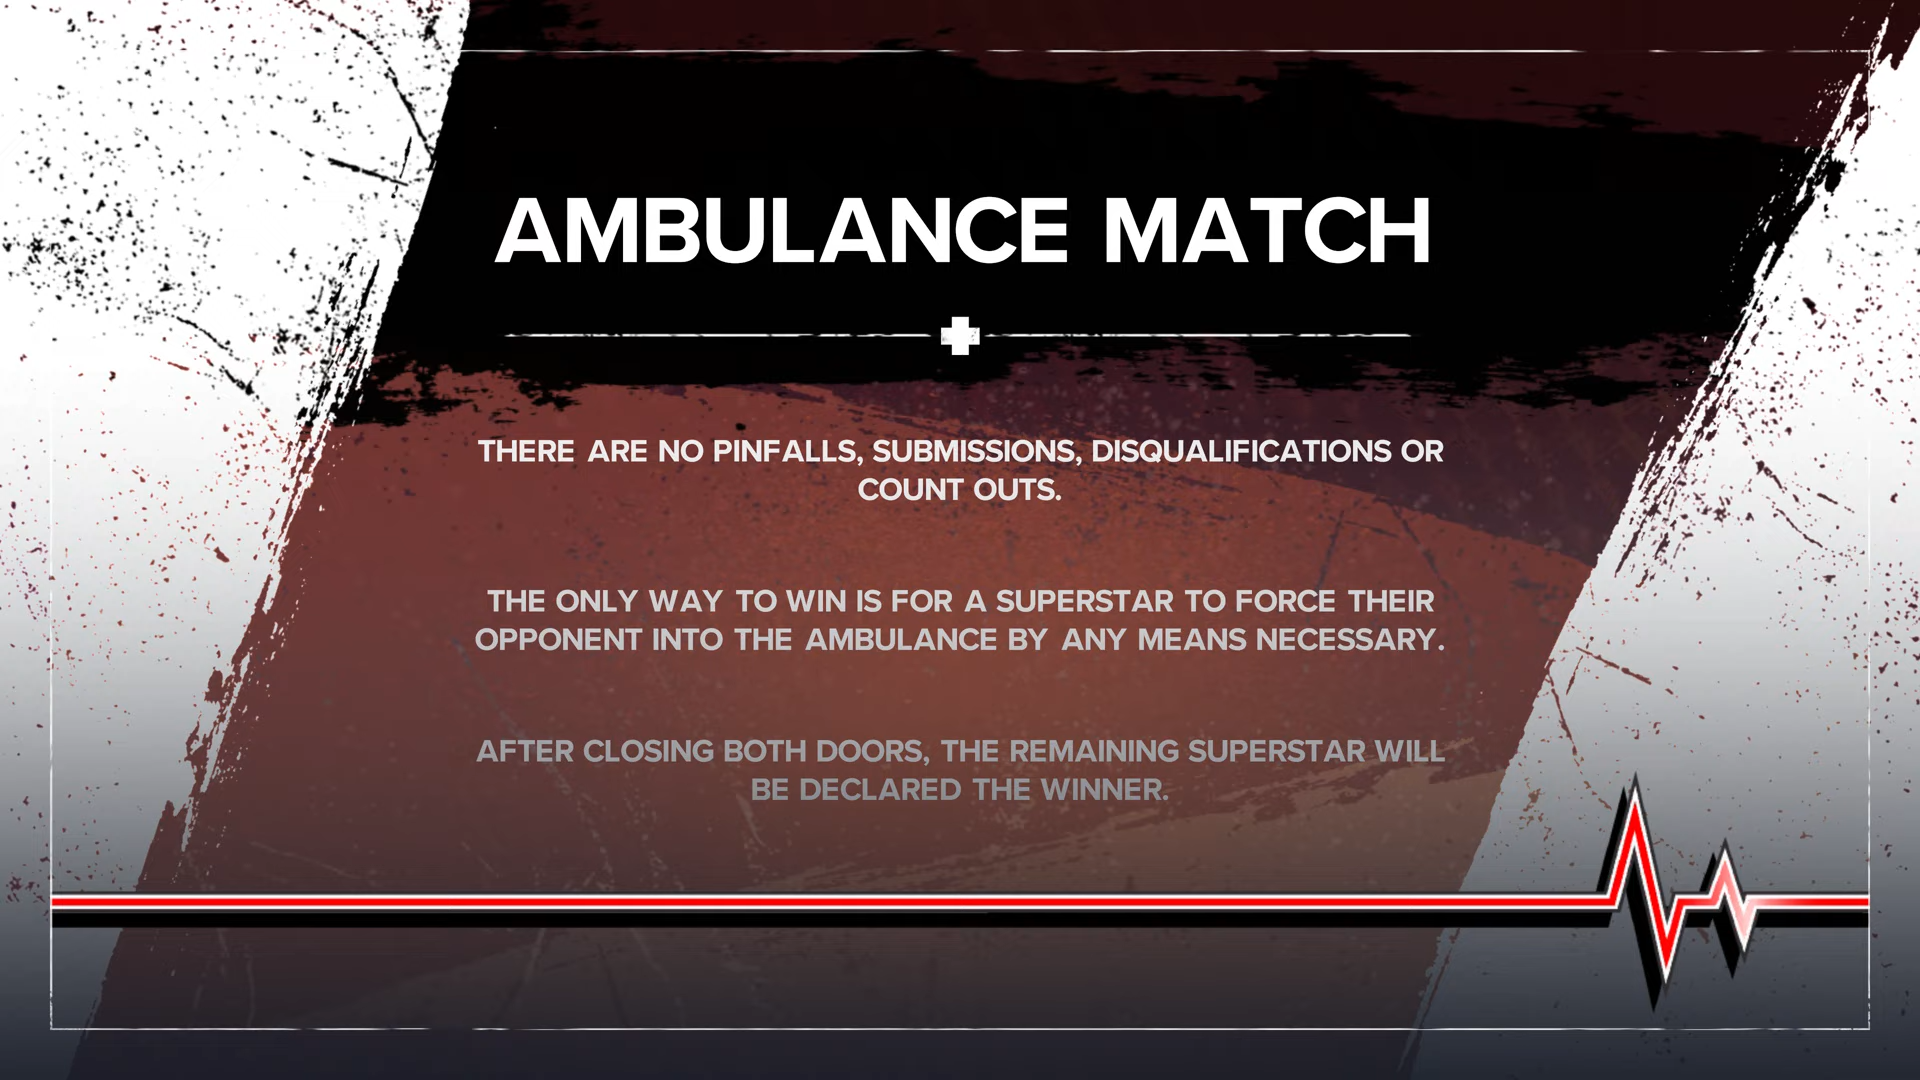 AMBULANCE MATCH
THERE ARE NO PINFALLS, SUBMISSIONS, DISQUALIFICATIONS OR
COUNT OUTS.
THE ONLY WAY TO WIN IS FOR A SUPERSTAR TO FORCE THEIR
OPPONENT INTO THE AMBULANCE BY ANY MEANS NECESSARY.
AFTER CLOSING BOTH DOORS, THE REMAINING SUPERSTAR WILL
BE DECLARED THE WINNER.